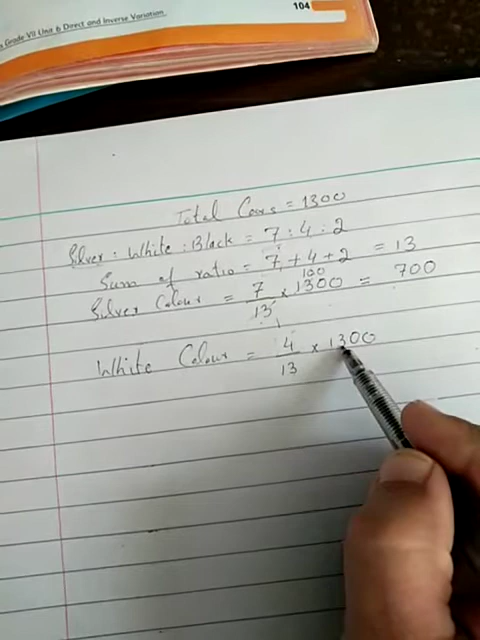 Grade VII Unit 6 Direct and Inverse Variation
104
Total Cars = 1300
Silver : White : Black = 7 : 4 : 2
Sum of ratio = 7 + 4 + 2 = 13
Silver Colour = 7/13 × 1300 = 700
100
1
White Colour = 4/13 × 1300